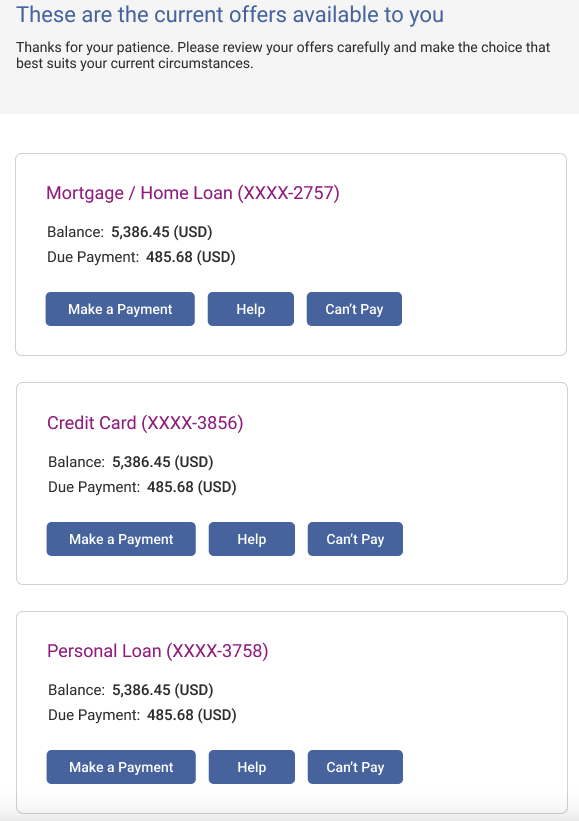 These are the current offers available to you
Thanks for your patience. Please review your offers carefully and make the choice that
best suits your current circumstances.
Mortgage / Home Loan (XXXX-2757)
Balance: 5,386.45 (USD)
Due Payment: 485.68 (USD)
Make a Payment Help Can't Pay
Credit Card (XXXX-3856)
Balance: 5,386.45 (USD)
Due Payment: 485.68 (USD)
Make a Payment Help Can't Pay
Personal Loan (XXXX-3758)
Balance: 5,386.45 (USD)
Due Payment: 485.68 (USD)
Make a Payment Help Can't Pay